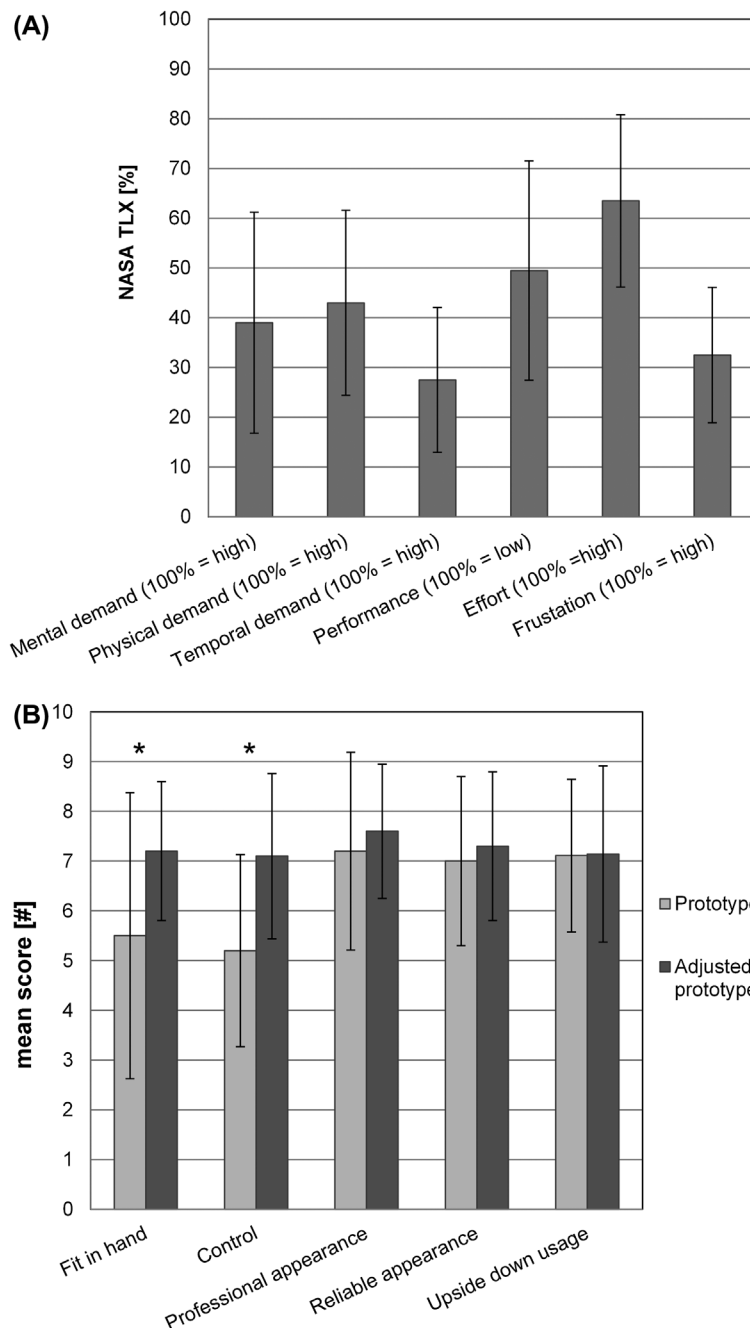 (A)
NASA TLX [%]
100
90
80
70
60
50
40
30
20
10
0
Mental demand (100% = high)
Physical demand (100% = high)
Temporal demand (100% = high)
Performance (100% = low)
Effort (100% =high)
Frustation (100% = high)
(B)
mean score [#]
10
9
8
7
6
5
4
3
2
1
0
*
*
Fit in hand
Control
Professional appearance
Reliable appearance
Upside down usage
Prototype
Adjusted
prototype